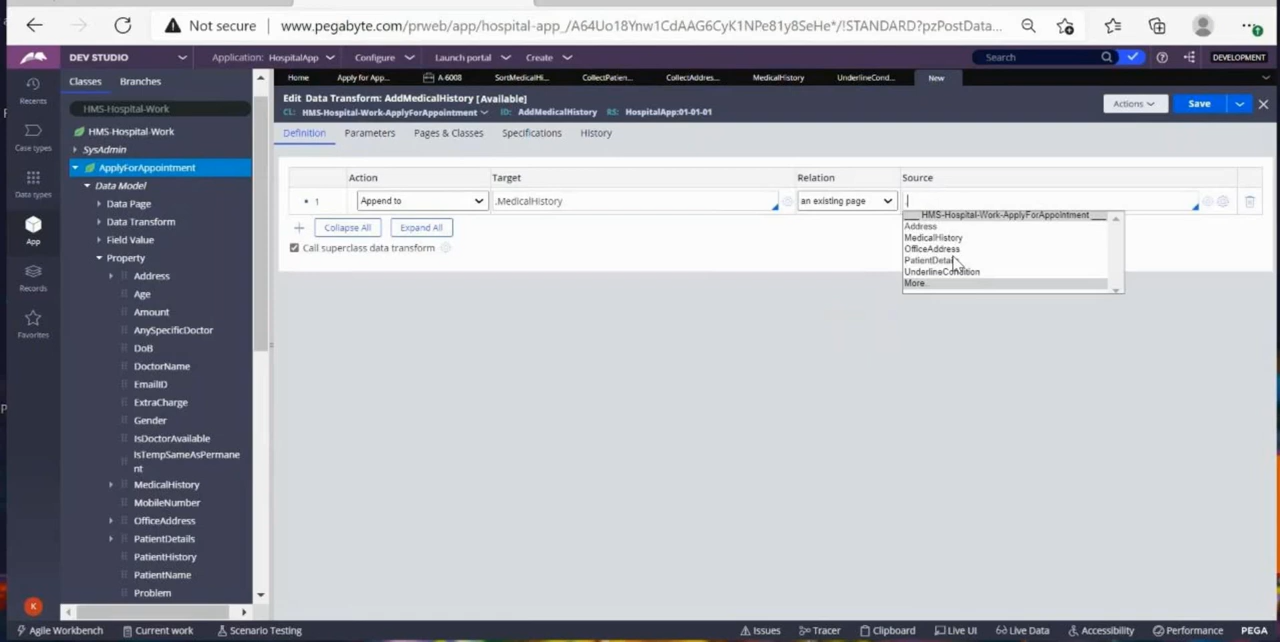 Not secure
www.pegabyte.com/prweb/app/hospital-app_/A64Uo18Ynw1CdAAG6CyK1NPe81y8SeHe*/!STANDARD?pzPostData...
DEV STUDIO
Application: HospitalApp
Configure
Launch portal
Create
Search
DEVELOPMENT
Recents
Case types
Data types
App
Records
Favorites
K
Classes
Branches
HMS-Hospital-Work
HMS-Hospital-Work
SysAdmin
ApplyForAppointment
Data Model
Data Page
Data Transform
Field Value
Property
Address
Age
Amount
AnySpecificDoctor
DoB
DoctorName
EmailID
ExtraCharge
Gender
IsDoctorAvailable
IsTempSameAsPermane
nt
MedicalHistory
MobileNumber
OfficeAddress
PatientDetails
PatientHistory
PatientName
Problem
Home
Apply for App...
A-6008
SortMedicalHi...
CollectPatien...
CollectAddres...
MedicalHistory
UnderlineCond...
New
Edit Data Transform: AddMedicalHistory [Available]
CL: HMS-Hospital-Work-ApplyForAppointment ID: AddMedicalHistory RS: HospitalApp:01-01-01
Actions
Save
Definition
Parameters
Pages & Classes
Specifications
History
Action
Target
Relation
Source
1
Append to
.MedicalHistory
an existing page
.
HMS-Hospital-Work-ApplyForAppointment
Address
MedicalHistory
OfficeAddress
PatientDetai
UnderlineCondition
More..
Collapse All
Expand All
Call superclass data transform
Agile Workbench
Current work
Scenario Testing
Issues
Tracer
Clipboard
Live UI
Live Data
Accessibility
Performance
PEGA